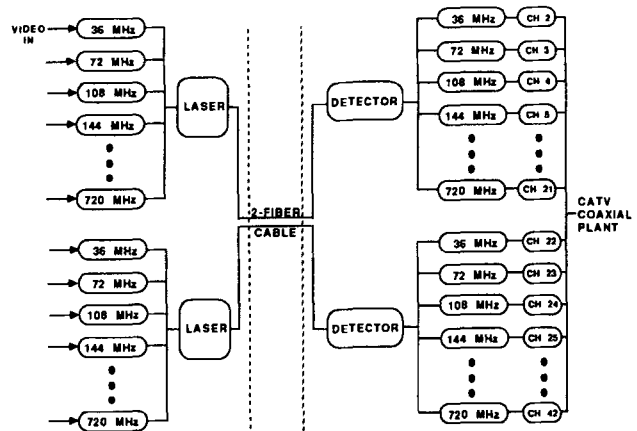 VIDEO
IN
36 MHz
72 MHz
108 MHz
144 MHz
720 MHz
LASER
36 MHz
72 MHz
108 MHz
144 MHz
720 MHz
LASER
2-FIBER
CABLE
DETECTOR
36 MHz CH 2
72 MHz CH 3
108 MHz CH 4
144 MHz CH 5
720 MHz CH 21
DETECTOR
36 MHz CH 22
72 MHz CH 23
108 MHz CH 24
144 MHz CH 25
720 MHz CH 42
CATV
COAXIAL
PLANT